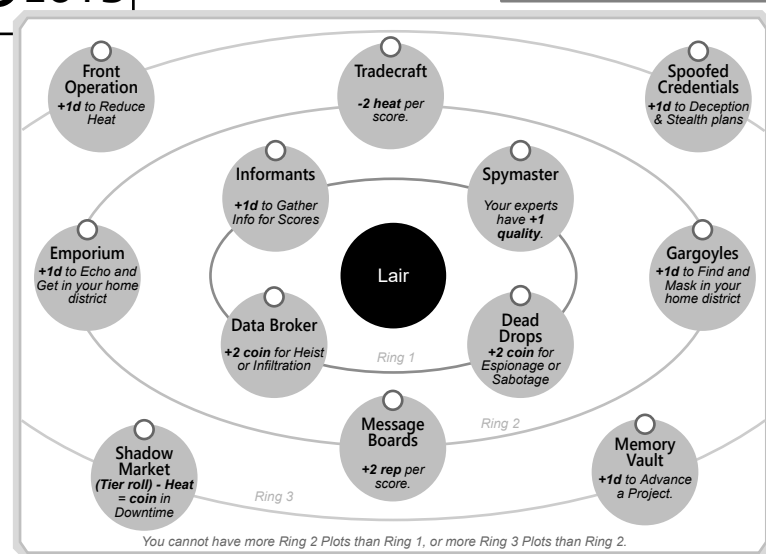 Front
Operation
+1d to Reduce
Heat
Tradecraft
-2 heat per
score.
Spoofed
Credentials
+1d to Deception
& Stealth plans
Informants
+1d to Gather
Info for Scores
Spymaster
Your experts
have +1
quality.
Emporium
+1d to Echo and
Get in your home
district
Lair
Gargoyles
+1d to Find and
Mask in your
home district
Data Broker
+2 coin for Heist
or Infiltration
Dead
Drops
+2 coin for
Espionage or
Sabotage
Ring 1
Message
Boards
+2 rep per
score.
Ring 2
Shadow
Market
(Tier roll) - Heat
= coin in
Downtime
Memory
Vault
+1d to Advance
a Project.
Ring 3
You cannot have more Ring 2 Plots than Ring 1, or more Ring 3 Plots than Ring 2.